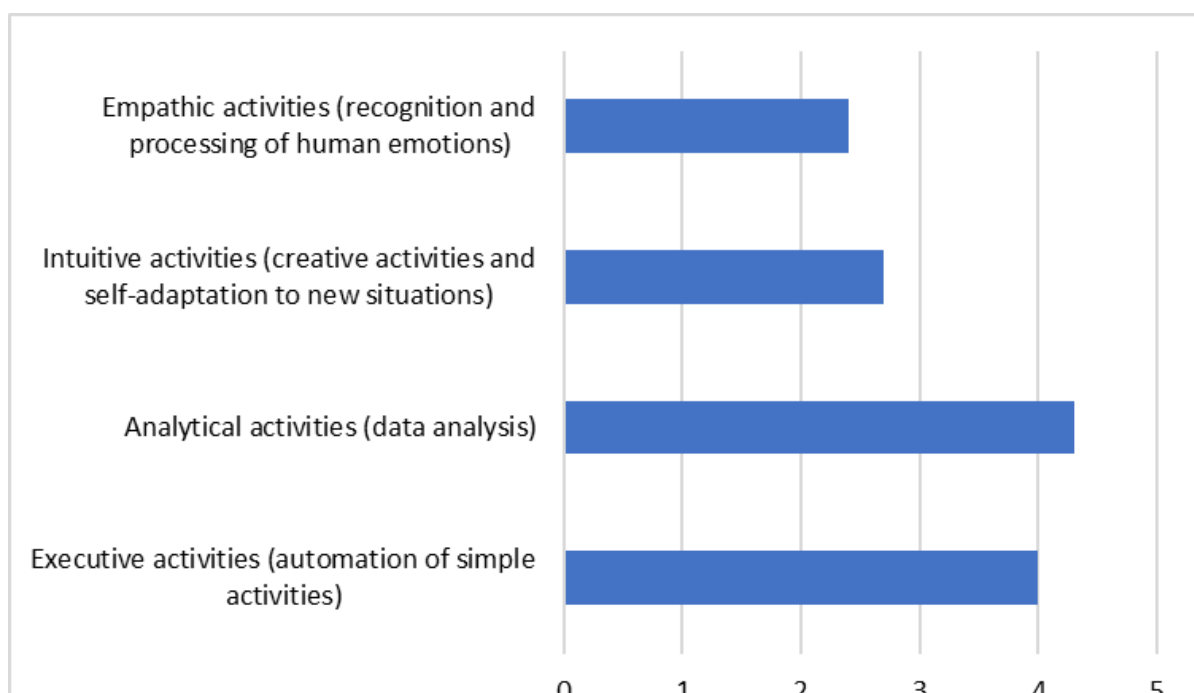 Empathic activities (recognition and
processing of human emotions)
Intuitive activities (creative activities and
self-adaptation to new situations)
Analytical activities (data analysis)
Executive activities (automation of simple
activities)
0 1 2 3 4 5